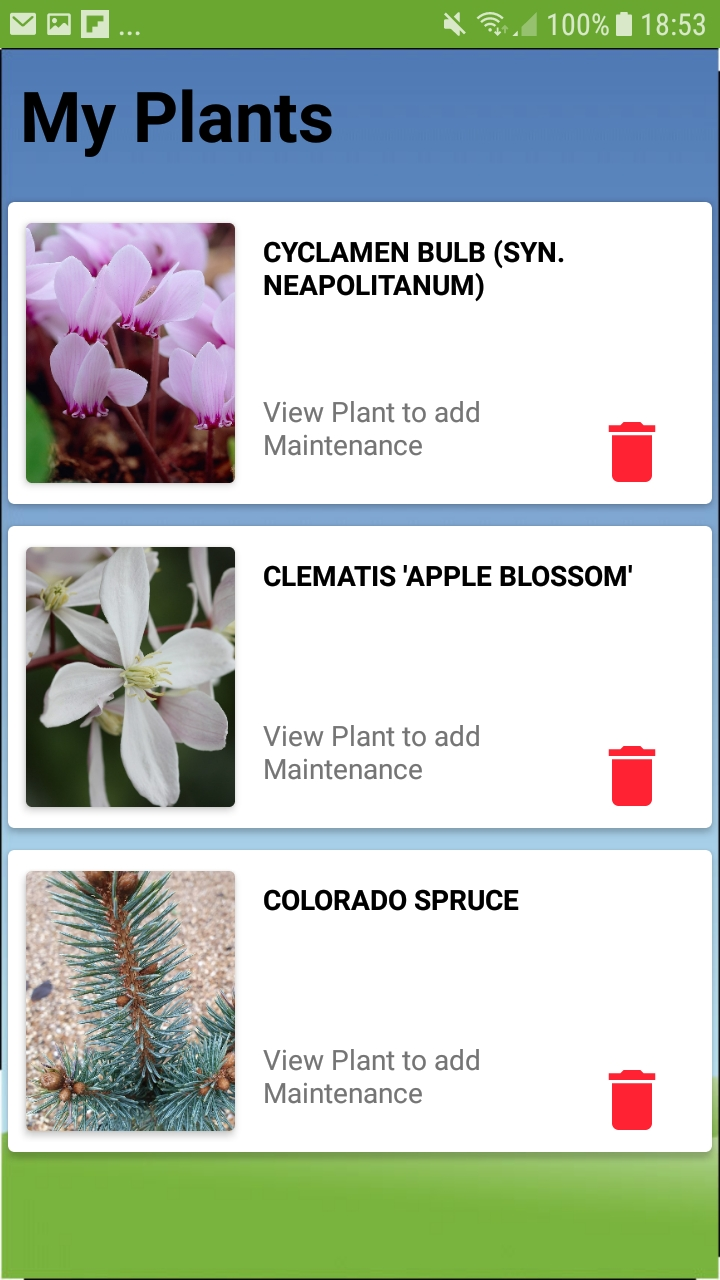 ... 100% 18:53
My Plants
CYCLAMEN BULB (SYN.
NEAPOLITANUM)
View Plant to add
Maintenance
CLEMATIS 'APPLE BLOSSOM'
View Plant to add
Maintenance
COLORADO SPRUCE
View Plant to add
Maintenance